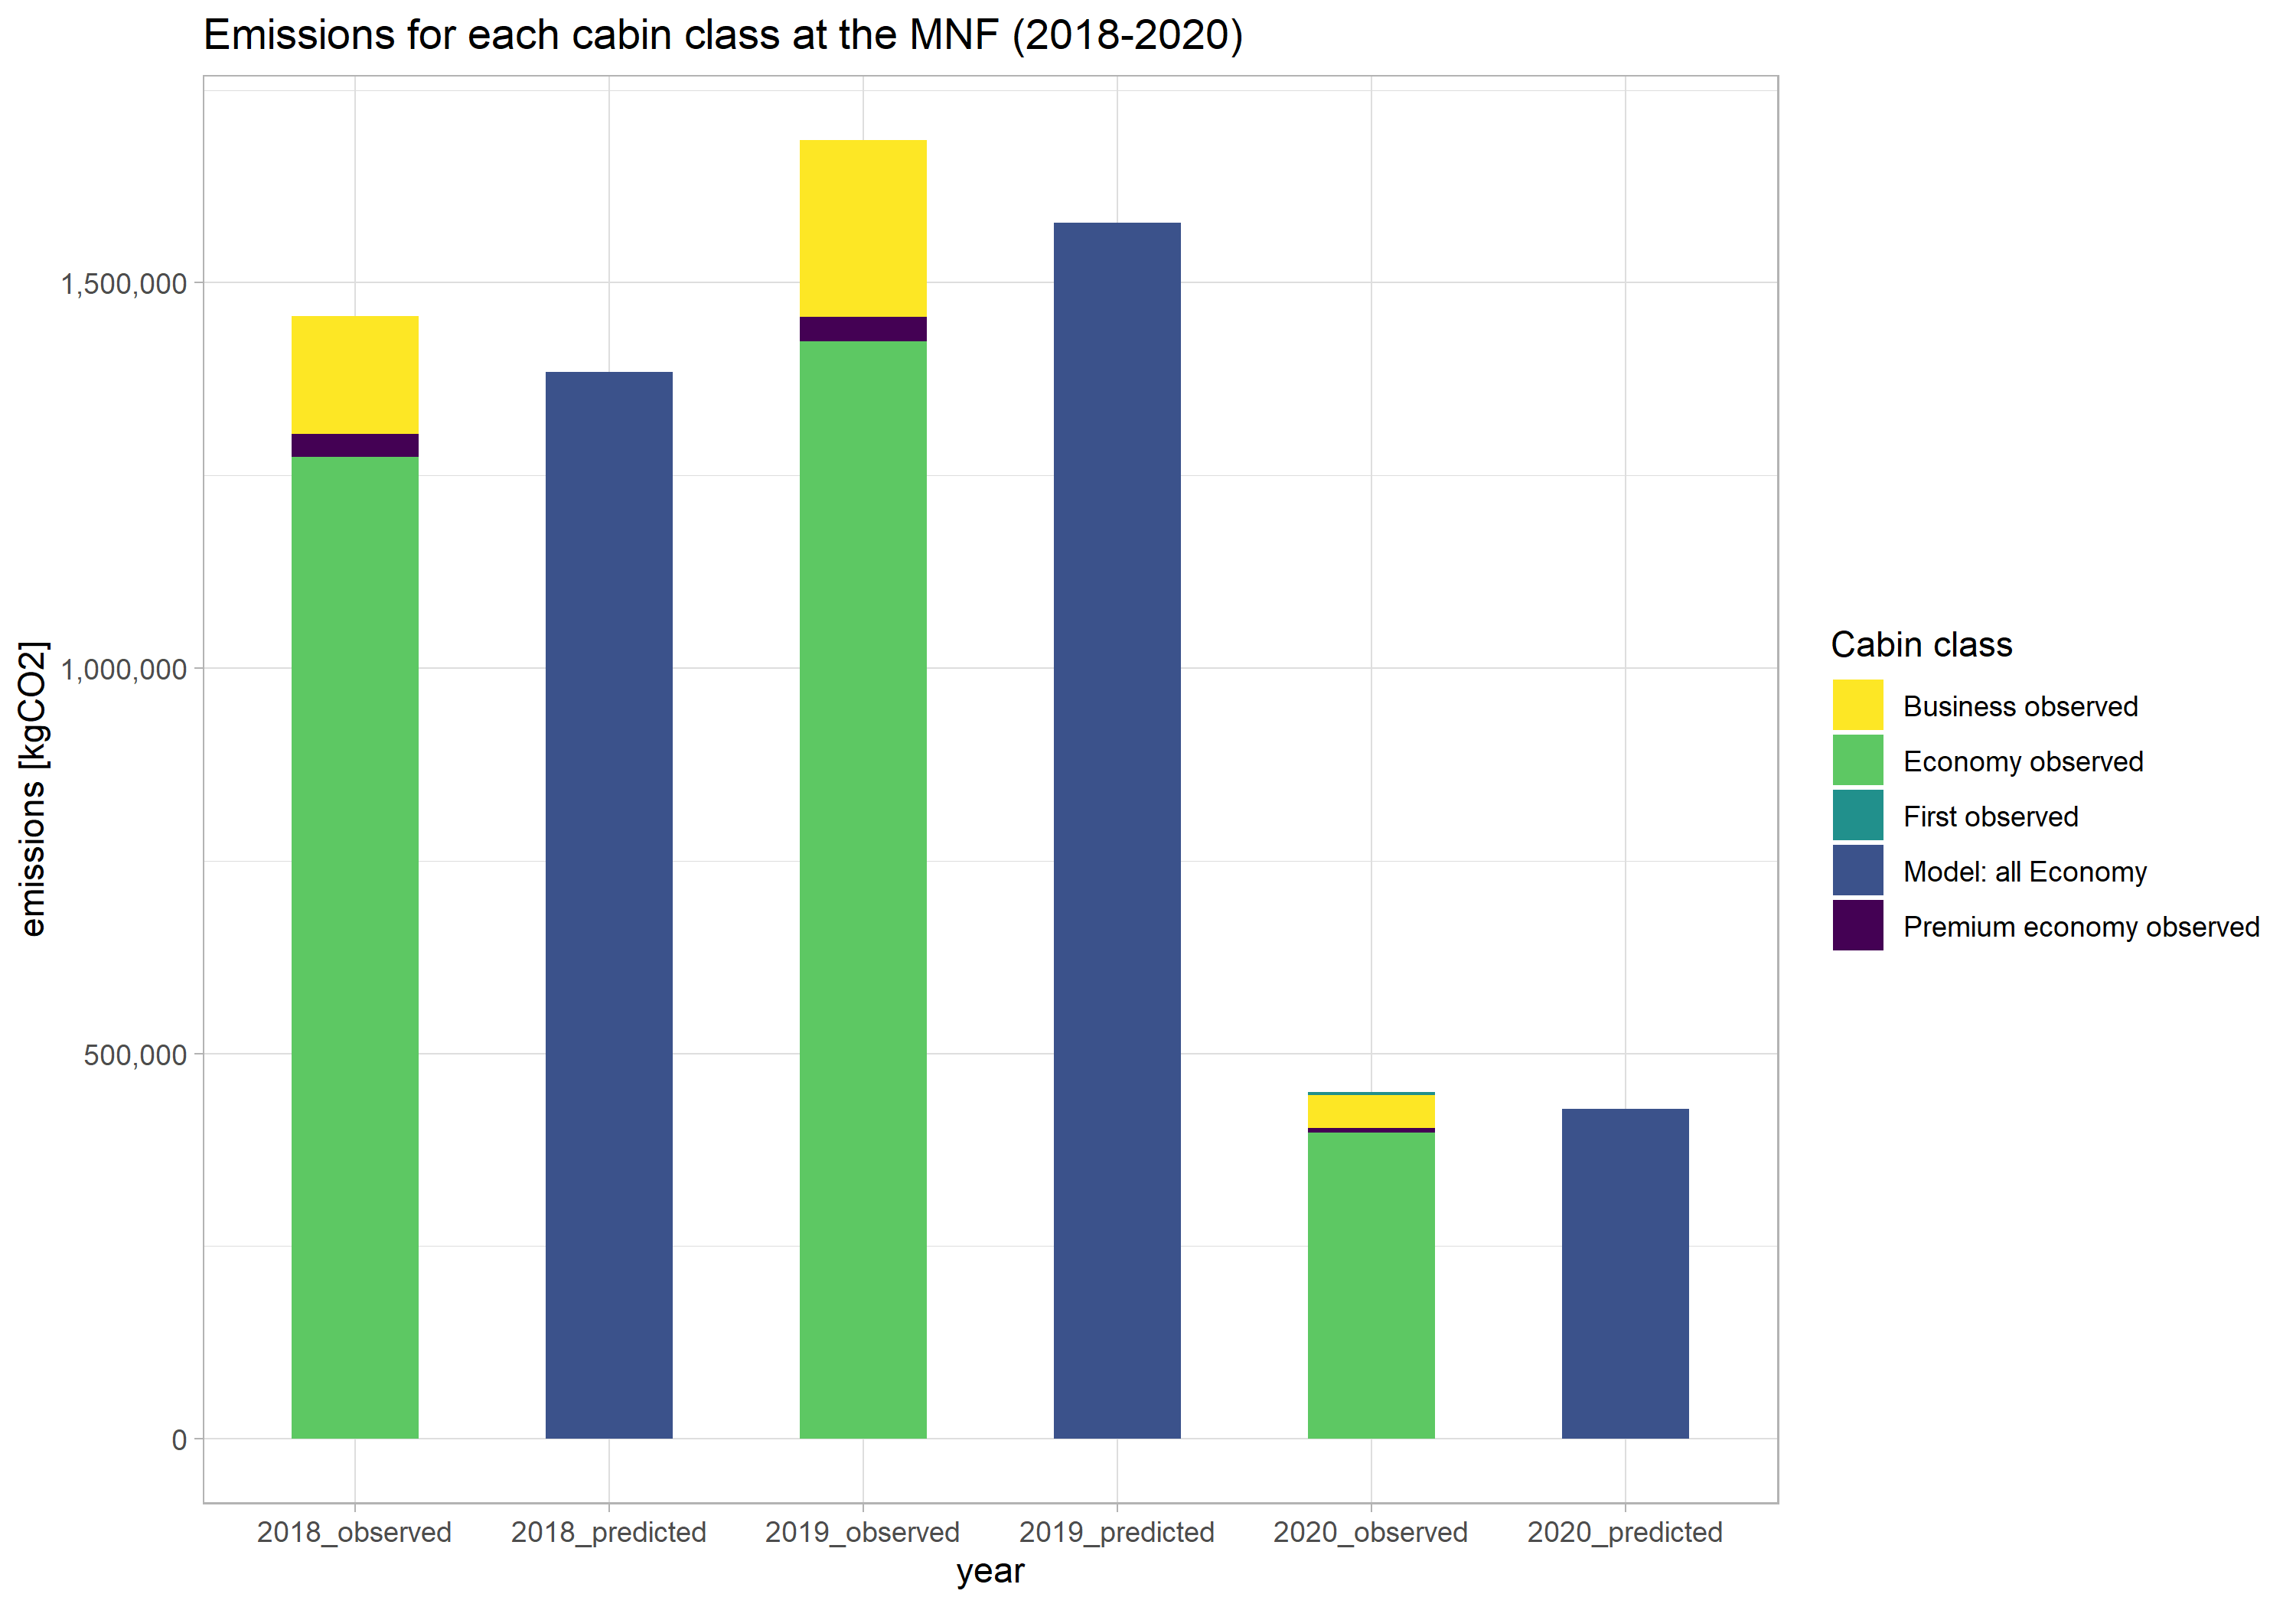 Emissions for each cabin class at the MNF (2018-2020)
emissions [kgCO2]
1,500,000
1,000,000
500,000
0
2018_observed
2018_predicted
2019_observed
2019_predicted
2020_observed
2020_predicted
year
Cabin class
Business observed
Economy observed
First observed
Model: all Economy
Premium economy observed